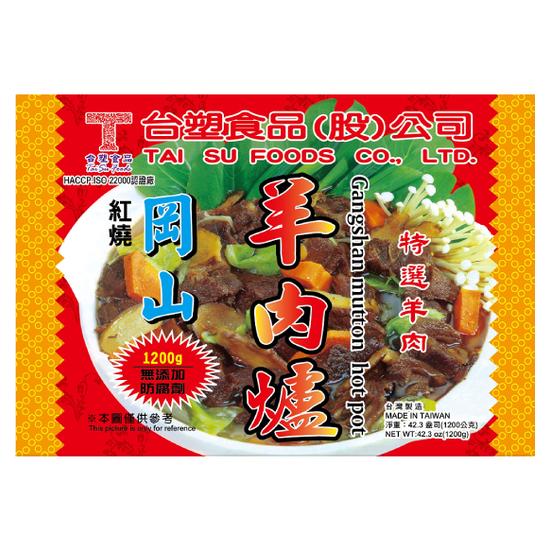 台塑食品(股)公司
TAI SU FOODS CO., LTD.
台塑食品
Tai Su Foods
HACCP.ISO 22000認證廠
紅燒
岡山
羊肉爐
Gangshan mutton hot pot
特選羊肉
1200g
無添加
防腐劑
※本圖僅供參考
This picture is only for reference
台灣製造
MADE IN TAIWAN
淨重：42.3 盎司(1200公克)
NET WT:42.3 oz(1200g)